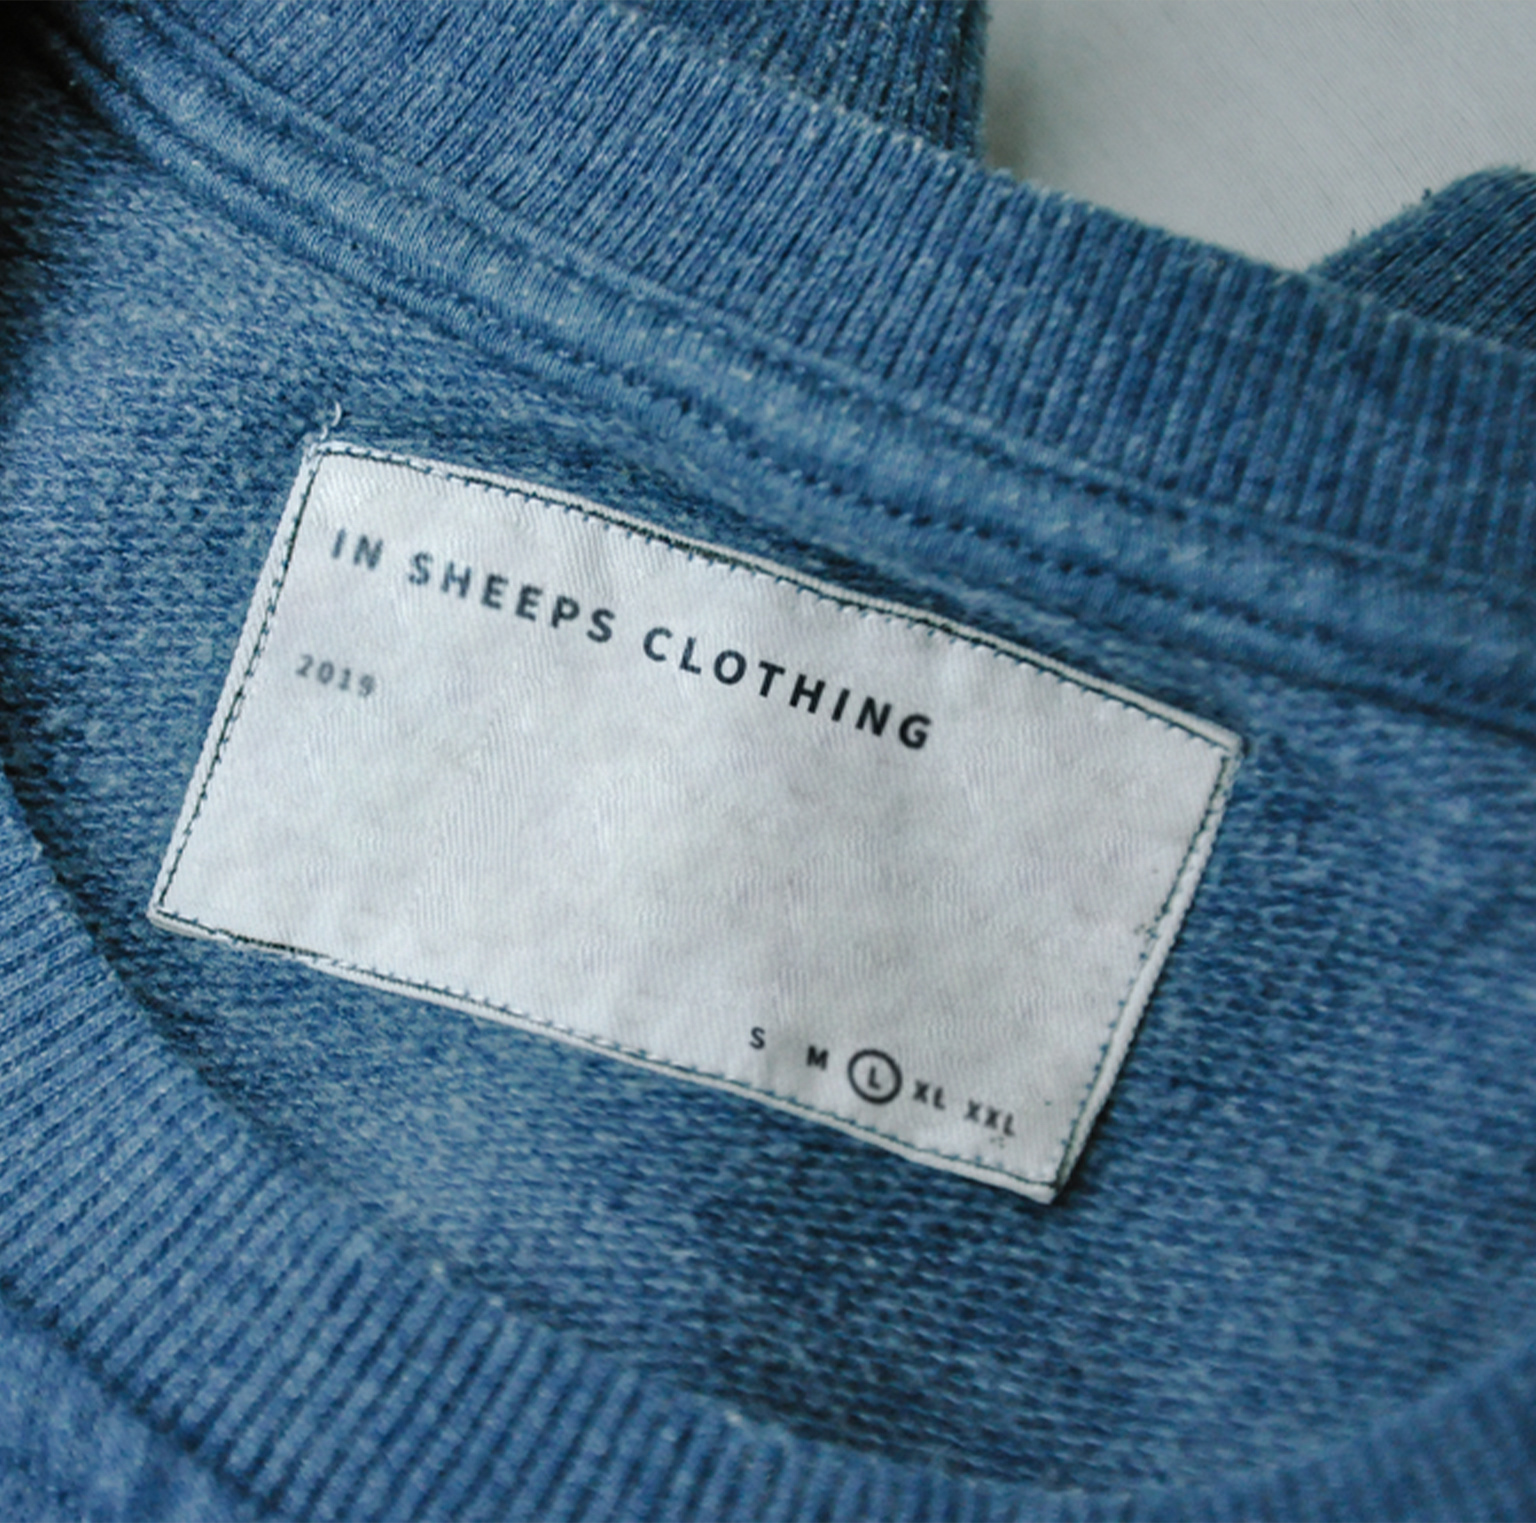 IN SHEEPS CLOTHING
2019
S M L XL XXL